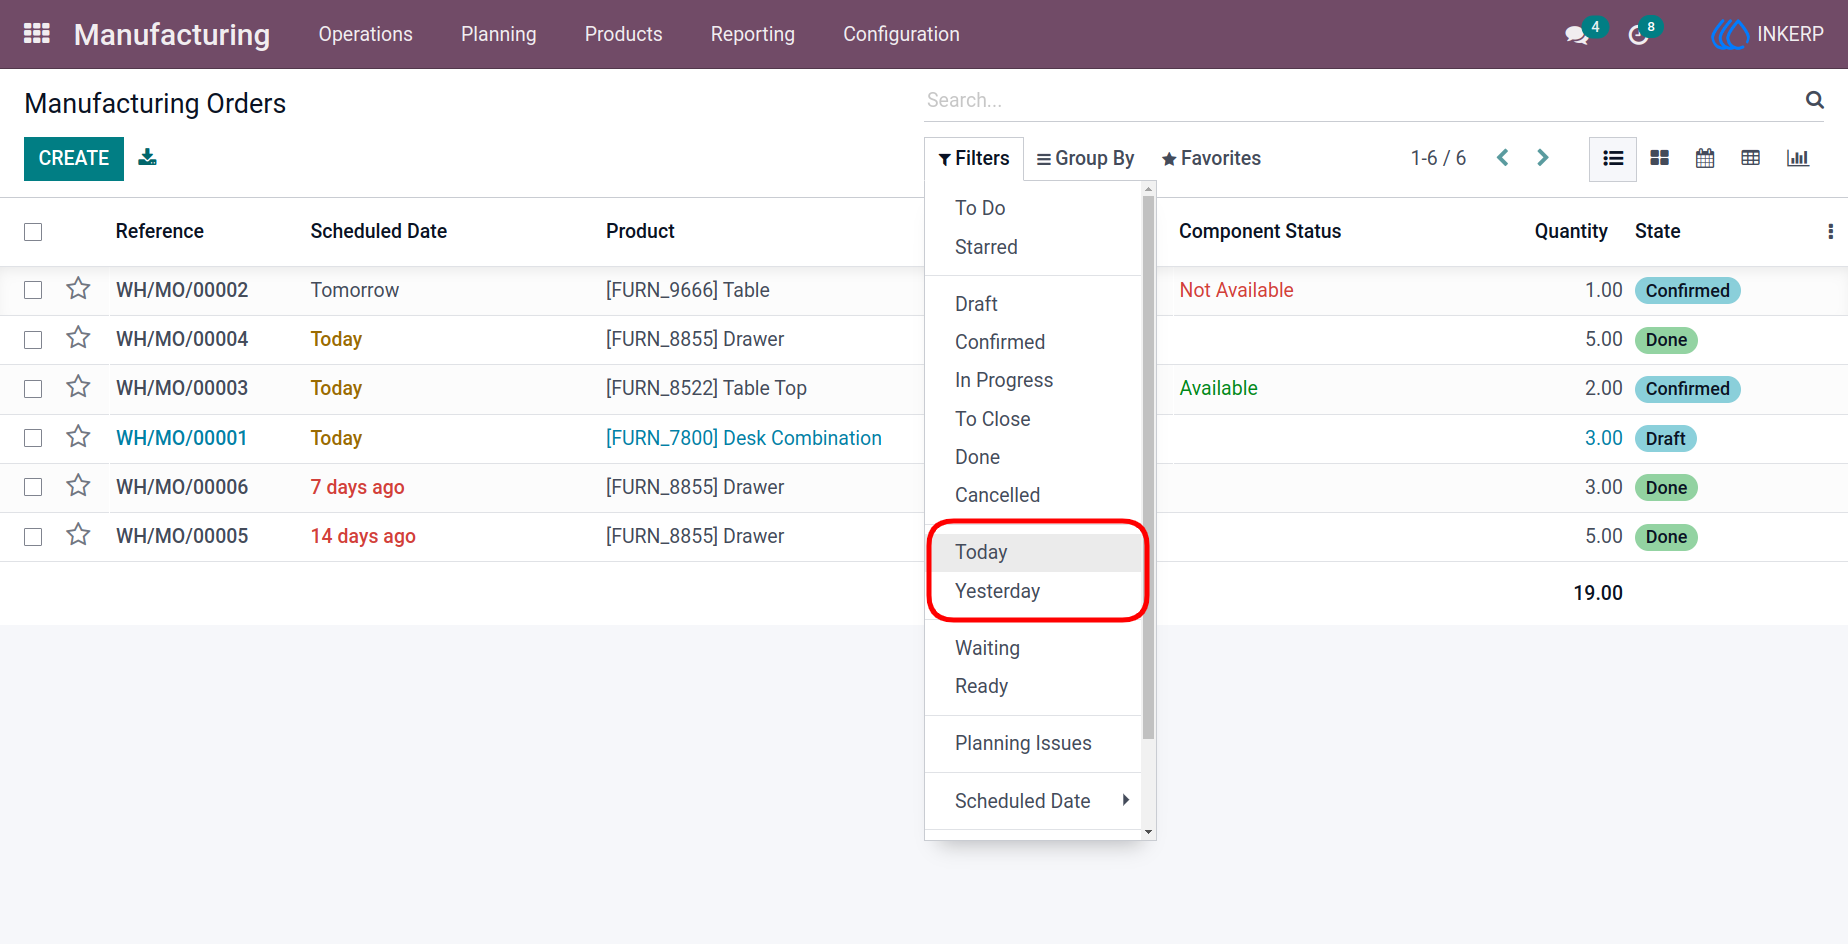 Manufacturing Operations Planning Products Reporting Configuration 4 8 INKERP
Manufacturing Orders Search...
CREATE Filters Group By Favorites 1-6 / 6
Reference Scheduled Date Product Component Status Quantity State
WH/MO/00002 Tomorrow [FURN_9666] Table Not Available 1.00 Confirmed
WH/MO/00004 Today [FURN_8855] Drawer 5.00 Done
WH/MO/00003 Today [FURN_8522] Table Top Available 2.00 Confirmed
WH/MO/00001 Today [FURN_7800] Desk Combination 3.00 Draft
WH/MO/00006 7 days ago [FURN_8855] Drawer 3.00 Done
WH/MO/00005 14 days ago [FURN_8855] Drawer 5.00 Done
19.00
To Do
Starred
Draft
Confirmed
In Progress
To Close
Done
Cancelled
Today
Yesterday
Waiting
Ready
Planning Issues
Scheduled Date